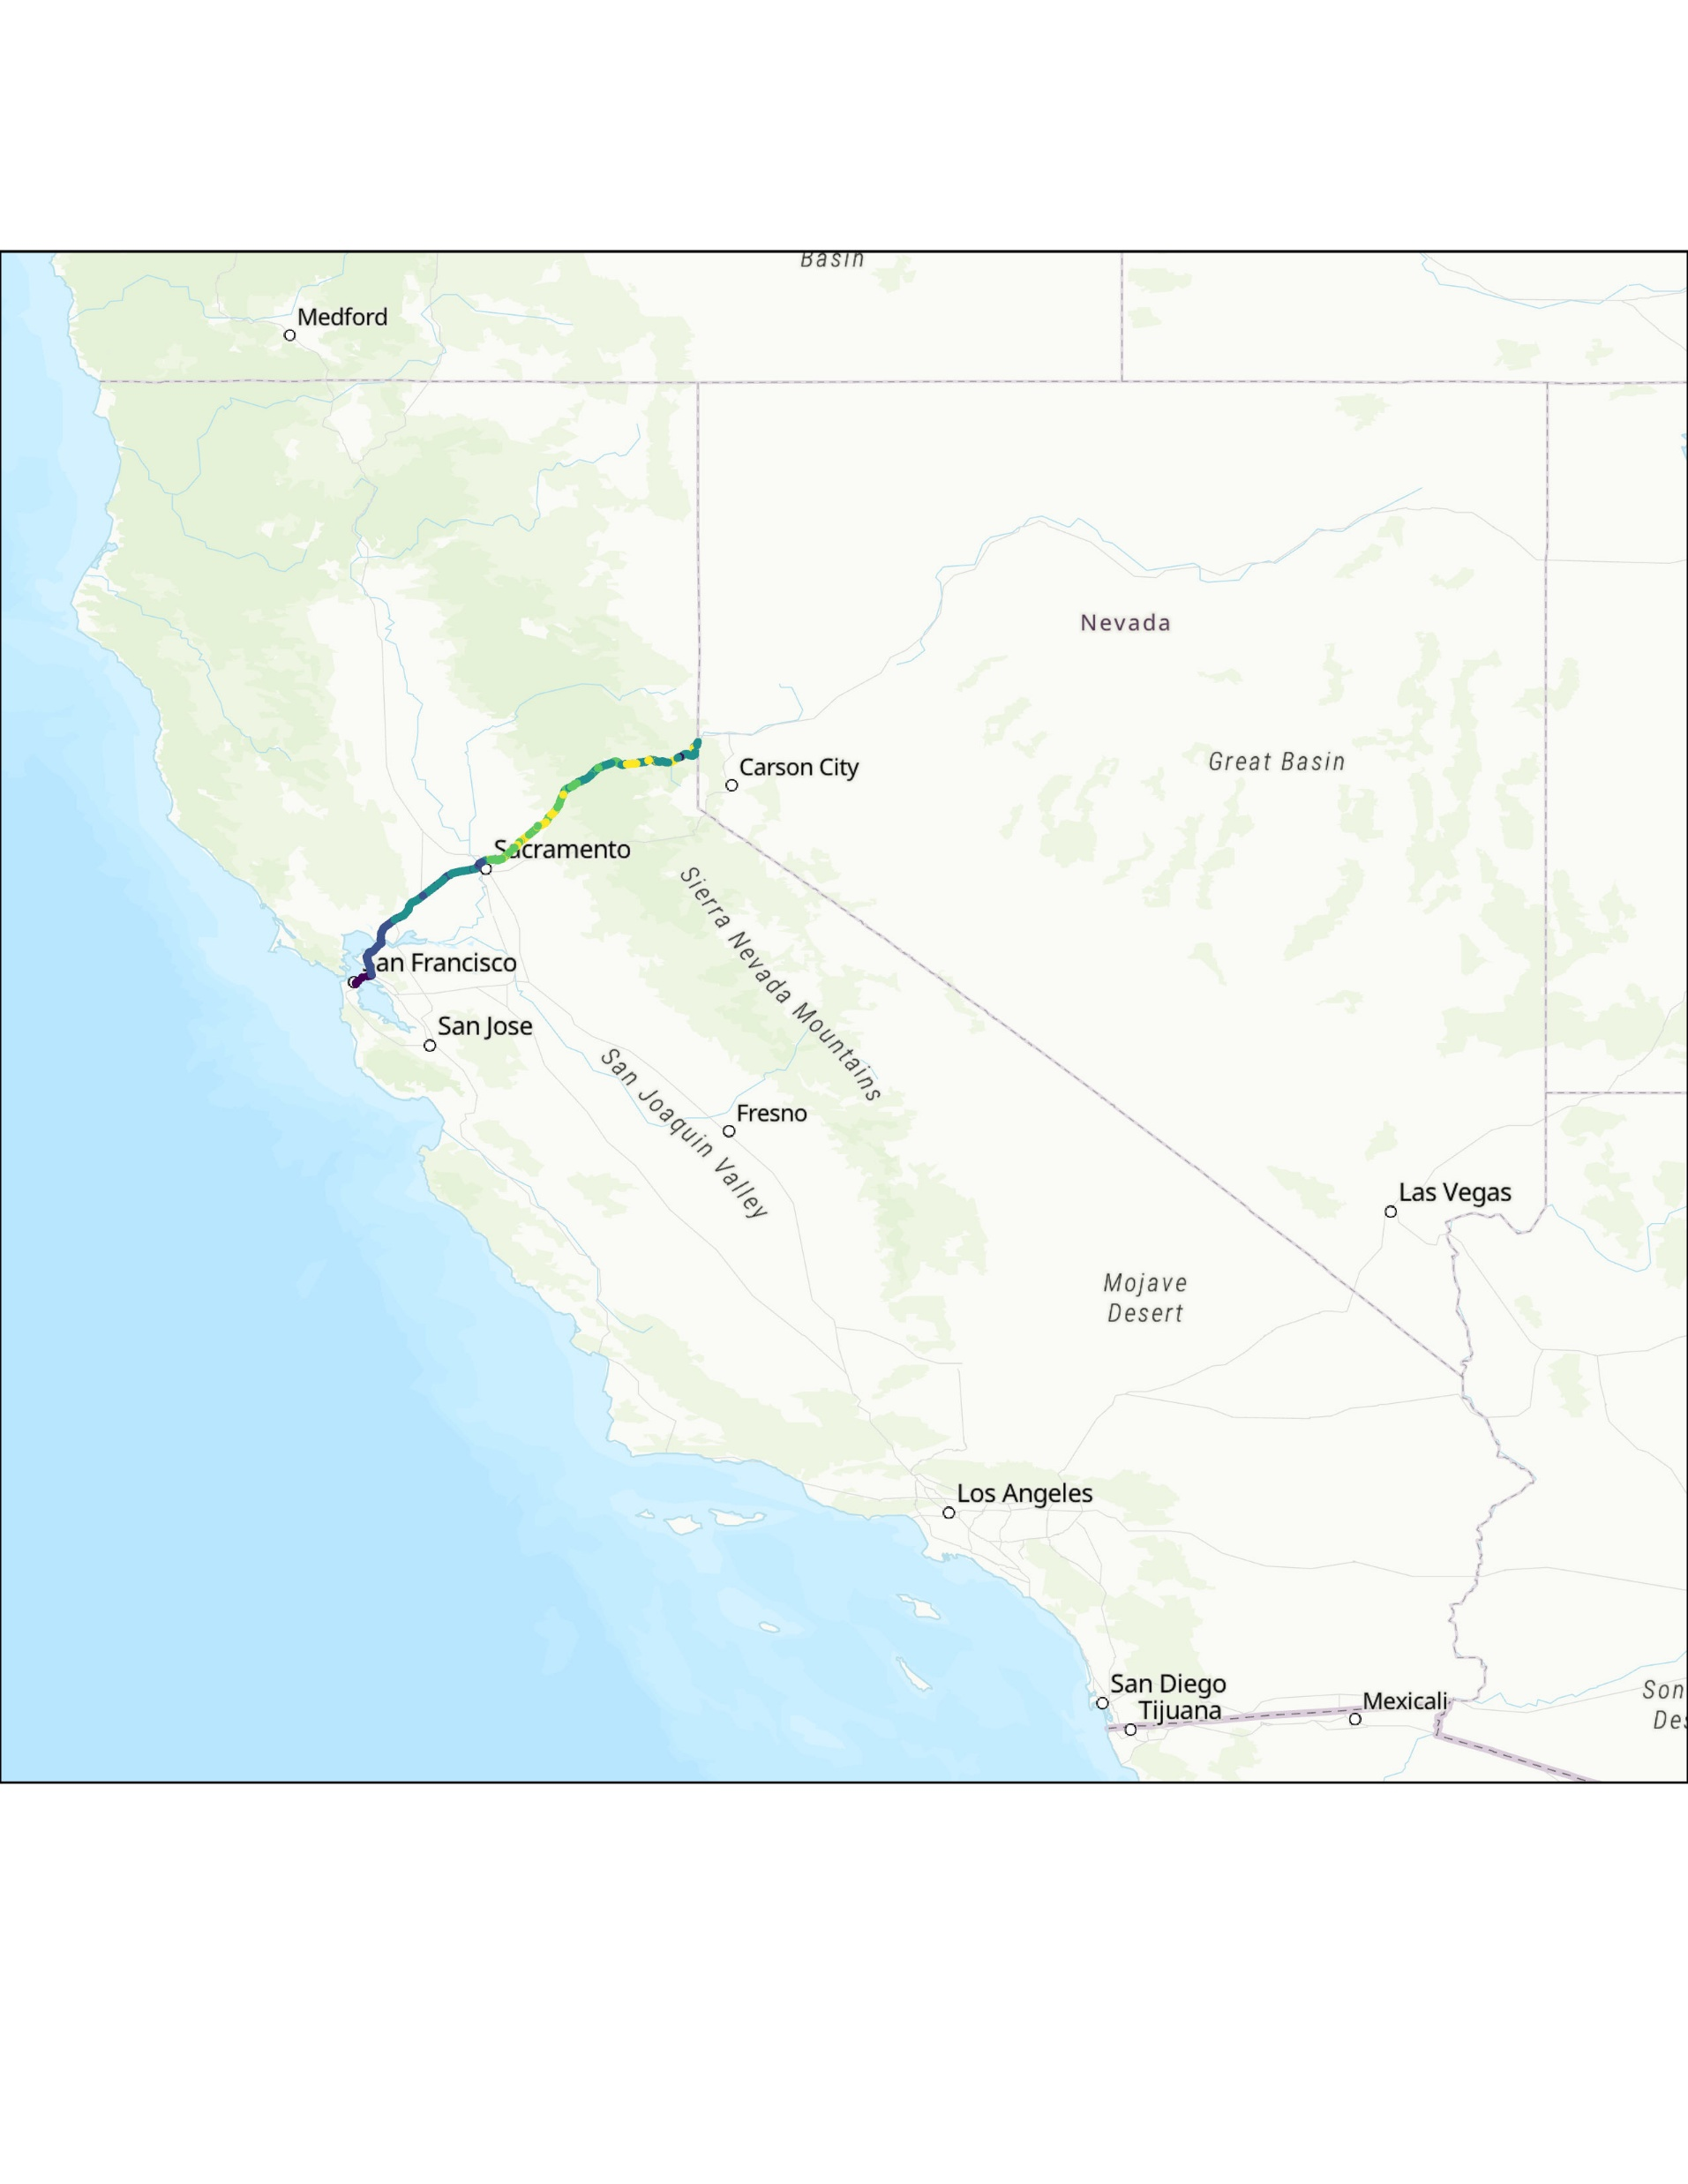 Basin
Medford
Nevada
Carson City
Great Basin
Sacramento
Sierra Nevada Mountains
San Francisco
San Jose
San Joaquin Valley
Fresno
Las Vegas
Mojave
Desert
Los Angeles
San Diego
Tijuana
Mexicali
Son
Des